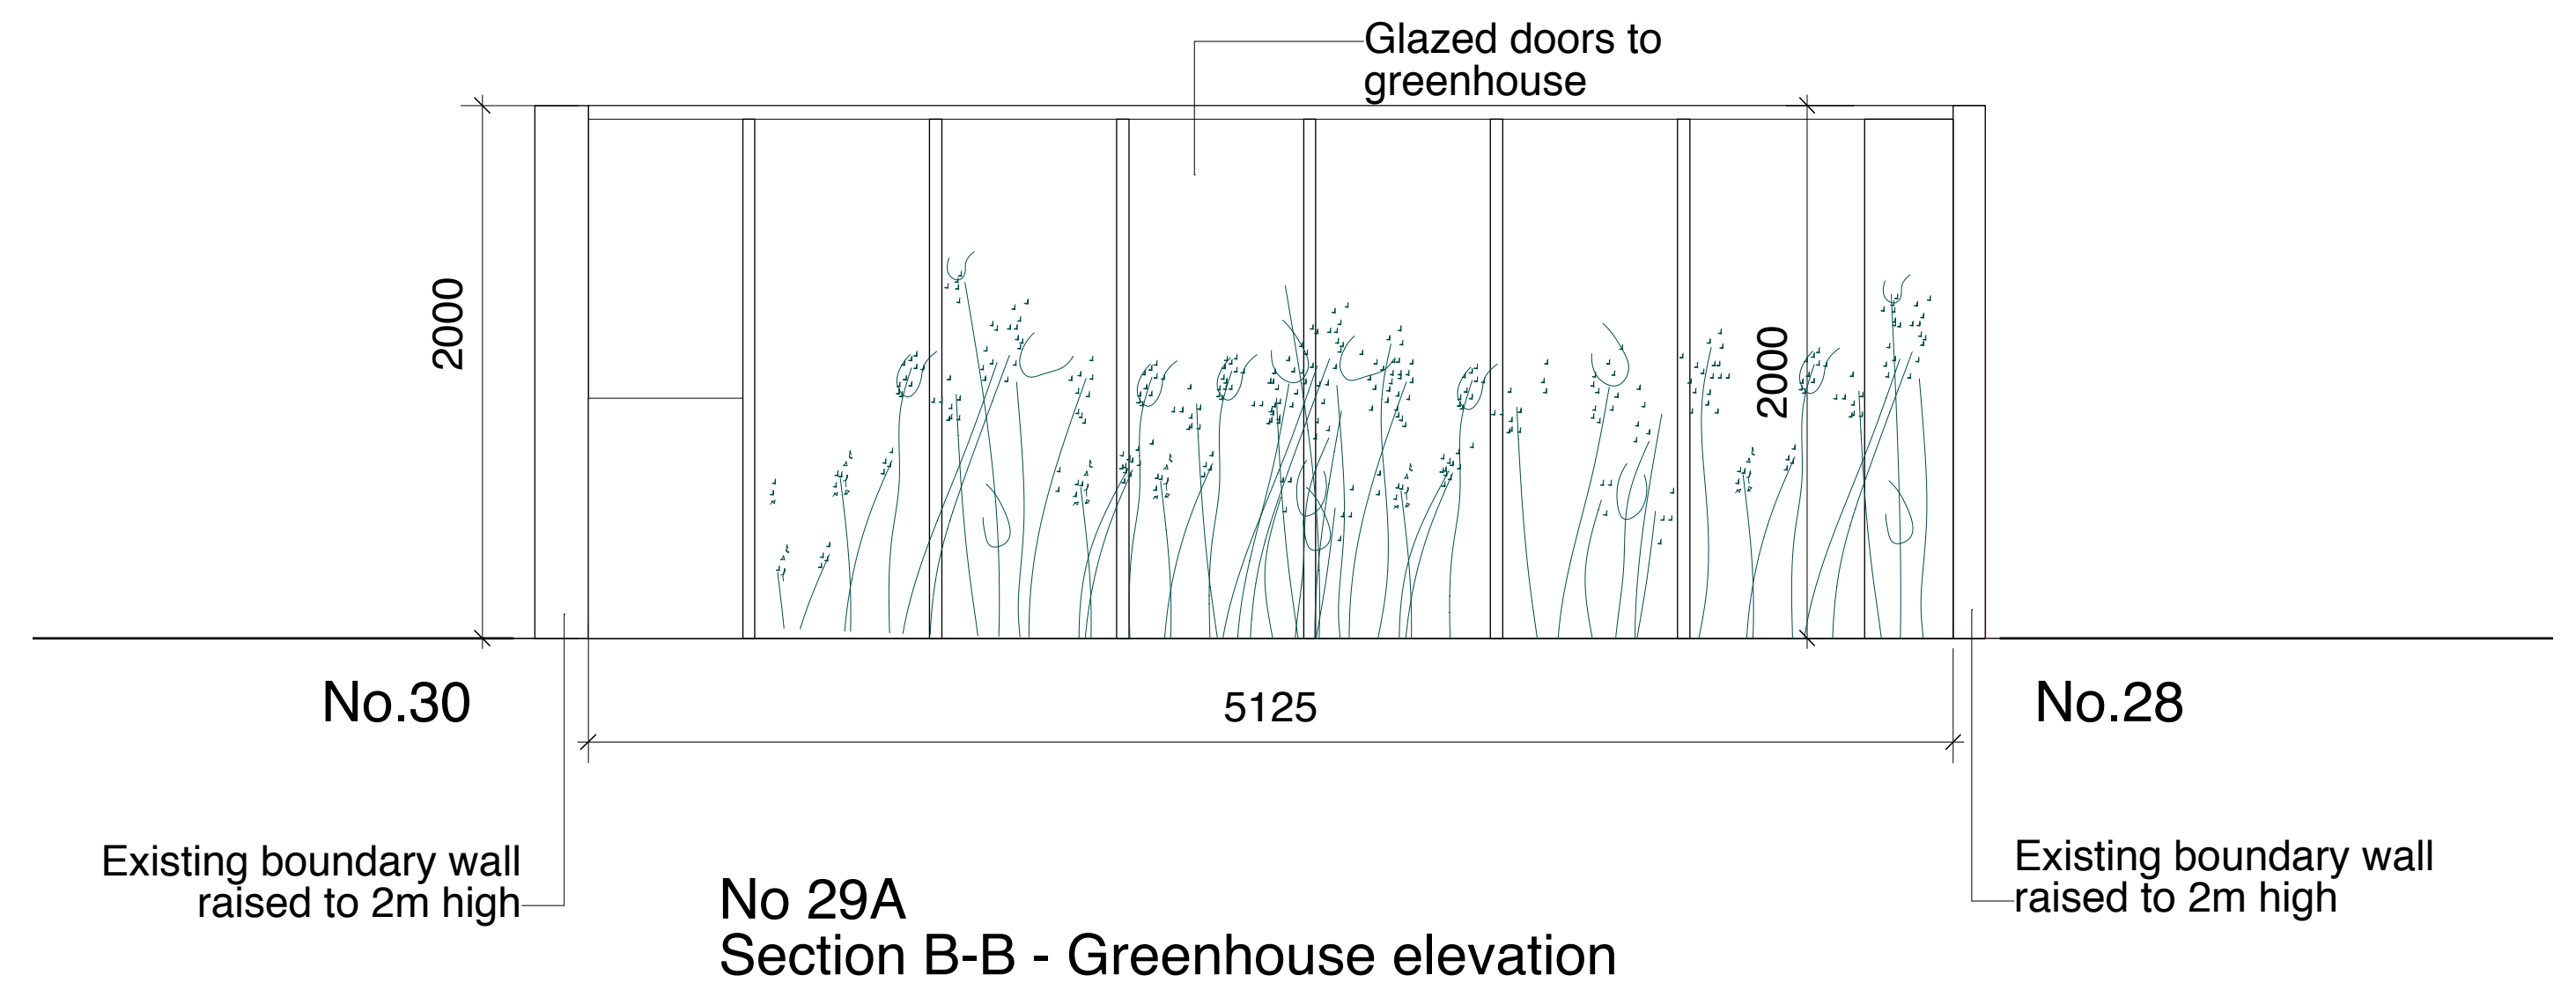 Glazed doors to
greenhouse
2000
2000
No.30
5125
No.28
Existing boundary wall
raised to 2m high
Existing boundary wall
raised to 2m high
No 29A
Section B-B - Greenhouse elevation